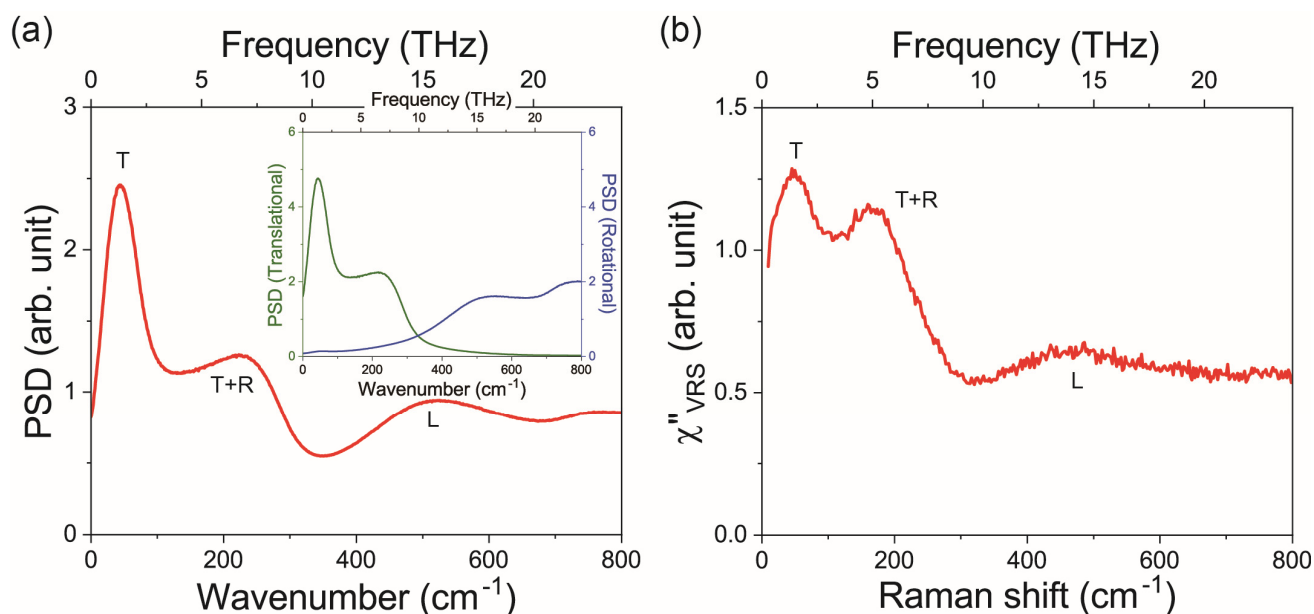 (a)
Frequency (THz)
0 5 10 15 20
3
2
1
0
PSD (arb. unit)
T
T+R
L
0 200 400 600 800
Wavenumber (cm-1)
Frequency (THz)
0 5 10 15 20
6
4
2
0
PSD (Translational)
6
4
2
0
PSD (Rotational)
0 200 400 600 800
Wavenumber (cm-1)
(b)
Frequency (THz)
0 5 10 15 20
1.5
1.0
0.5
0.0
χ"VRS (arb. unit)
T
T+R
L
0 200 400 600 800
Raman shift (cm-1)